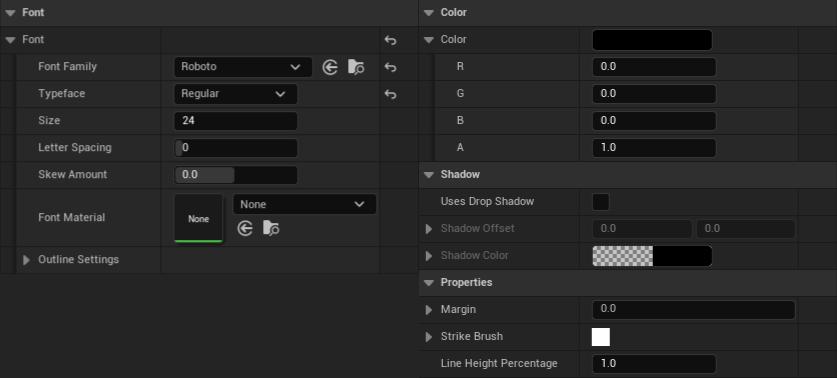 Font
Font
Font Family Roboto
Typeface Regular
Size 24
Letter Spacing 0
Skew Amount 0.0
Font Material None None
Outline Settings
Color
Color
R 0.0
G 0.0
B 0.0
A 1.0
Shadow
Uses Drop Shadow
Shadow Offset 0.0 0.0
Shadow Color
Properties
Margin 0.0
Strike Brush
Line Height Percentage 1.0